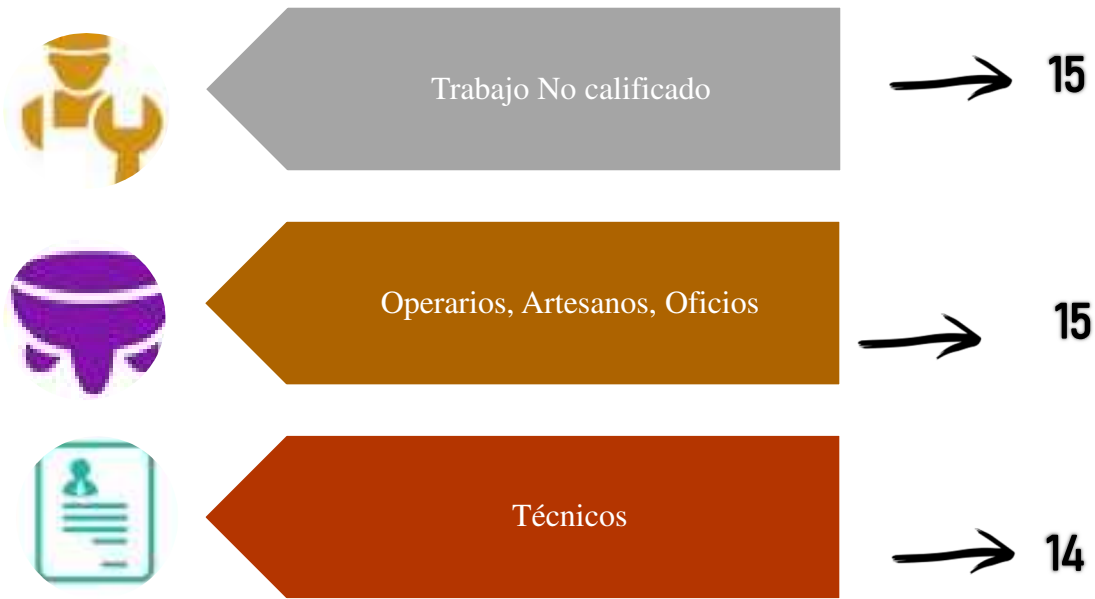 Trabajo No calificado
15
Operarios, Artesanos, Oficios
15
Técnicos
14